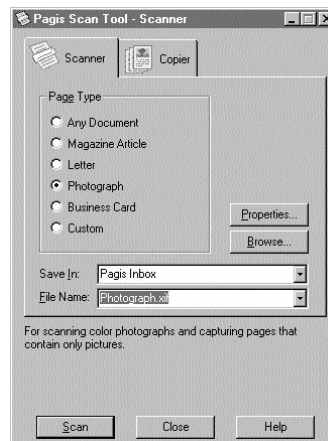 Pagis Scan Tool - Scanner
Scanner
Copier
Page Type
Any Document
Magazine Article
Letter
Photograph
Business Card
Custom
Properties...
Browse...
Save In: Pagis Inbox
File Name: Photograph.xif
For scanning color photographs and capturing pages that
contain only pictures.
Scan Close Help